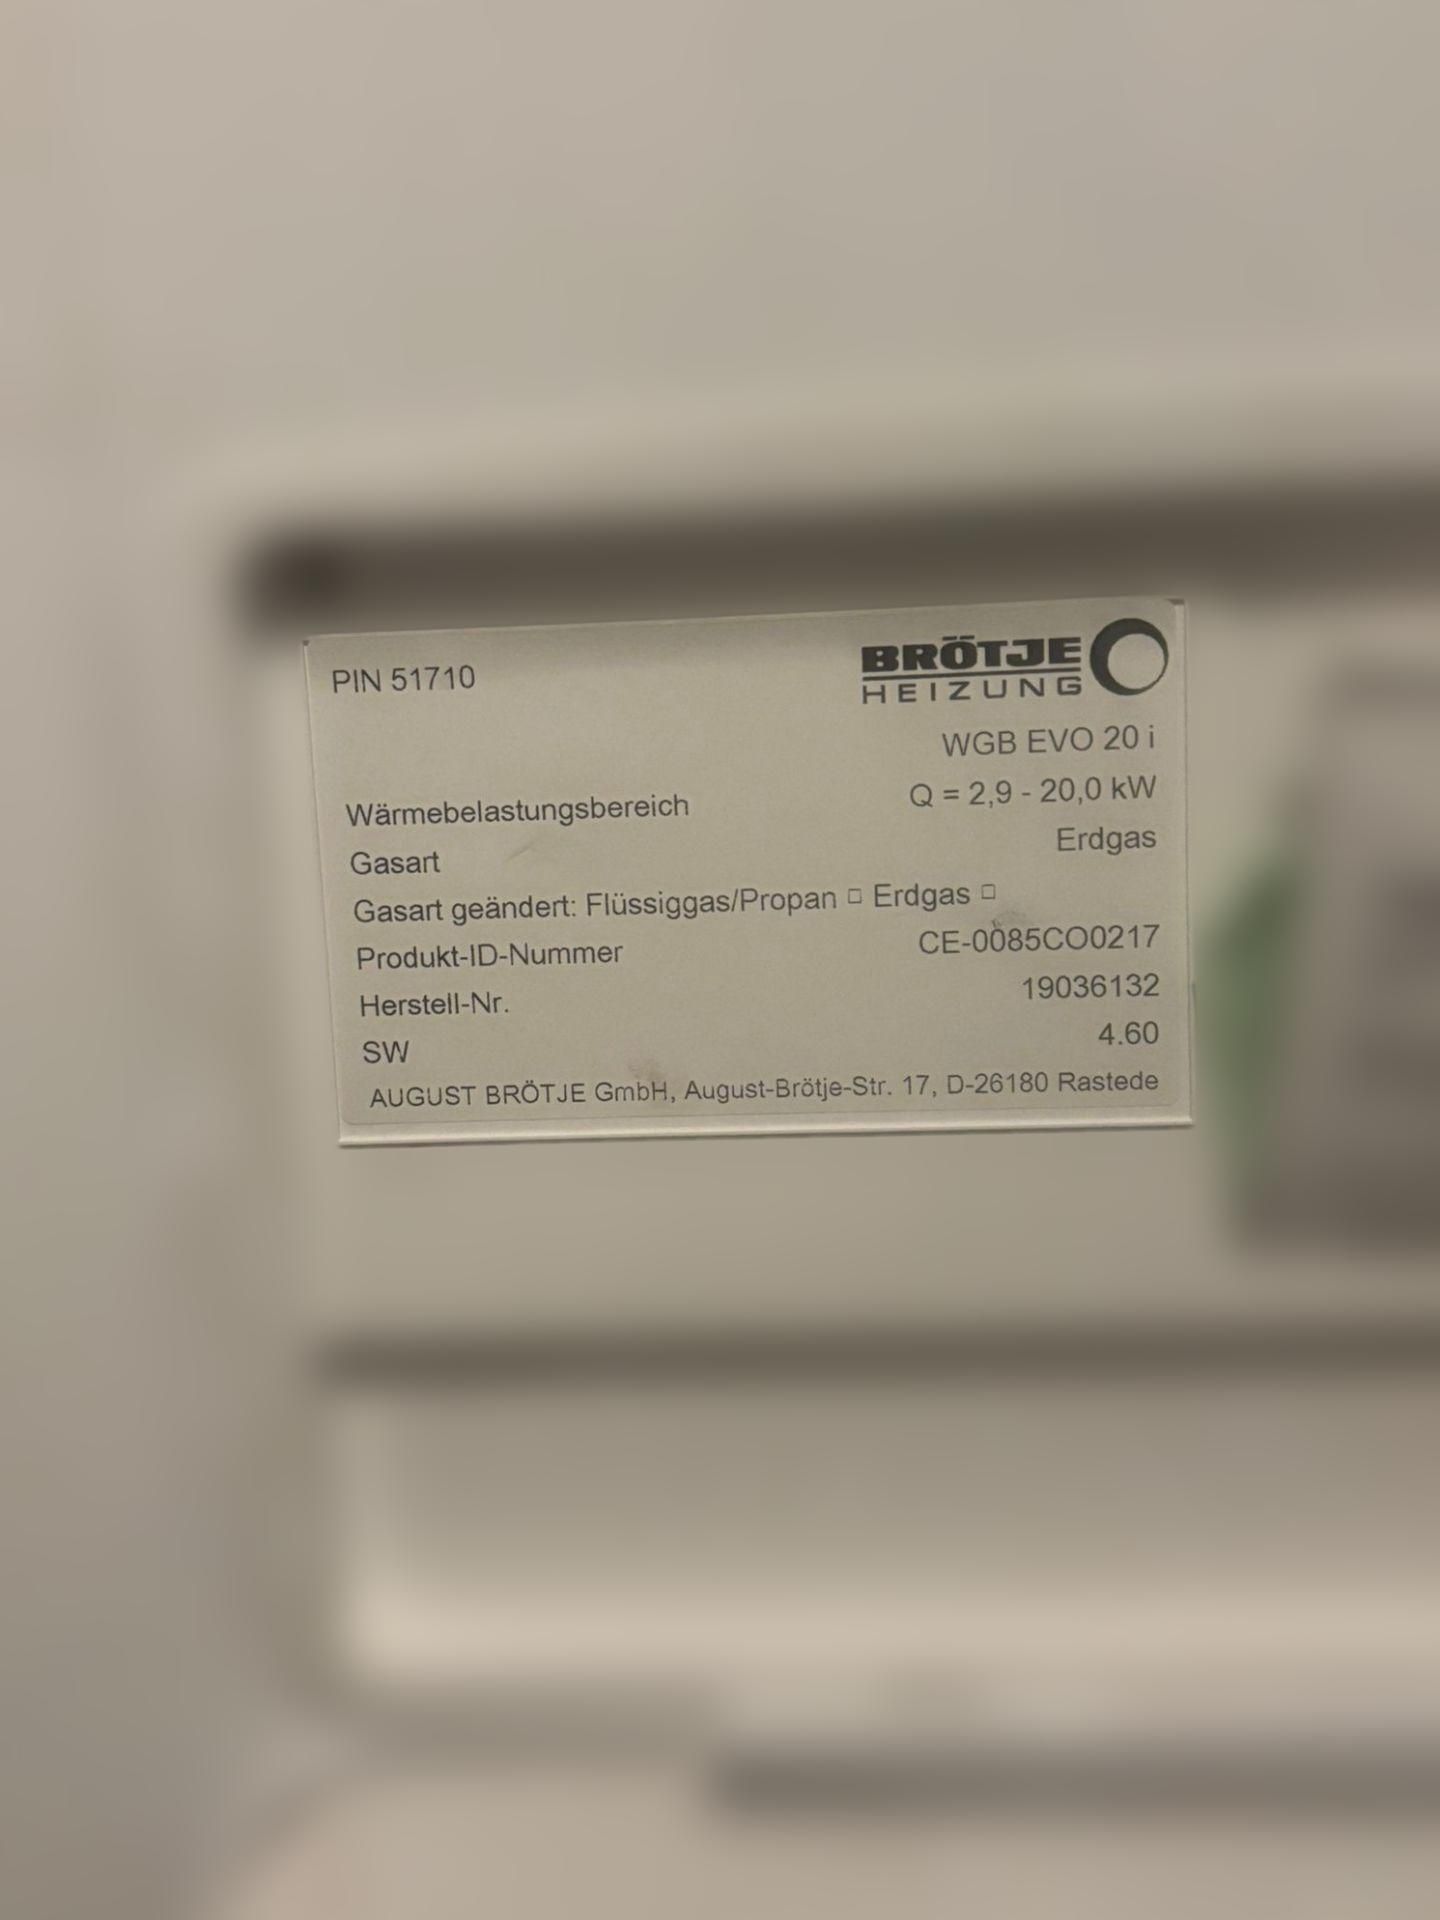 PIN 51710
BRÖTJE
HEIZUNG
WGB EVO 20 i
Wärmebelastungsbereich Q = 2,9 - 20,0 kW
Gasart Erdgas
Gasart geändert: Flüssiggas/Propan □ Erdgas □
Produkt-ID-Nummer CE-0085CO0217
Herstell-Nr. 19036132
SW 4.60
AUGUST BRÖTJE GmbH, August-Brötje-Str. 17, D-26180 Rastede